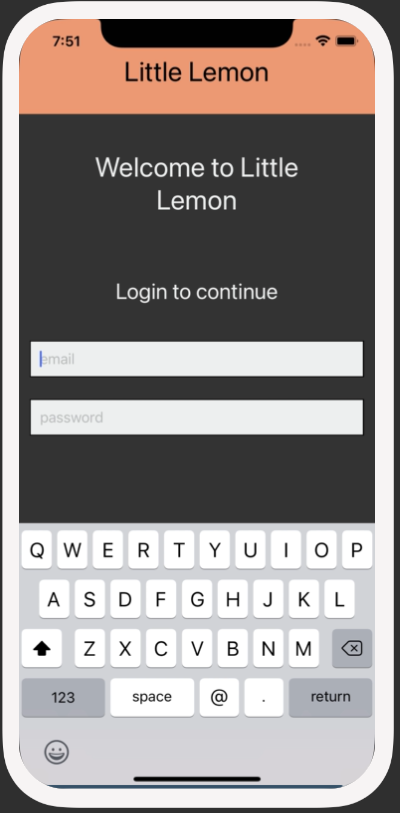 7:51
Little Lemon
Welcome to Little
Lemon
Login to continue
email
password
Q W E R T Y U I O P
A S D F G H J K L
Z X C V B N M
123 space @ . return